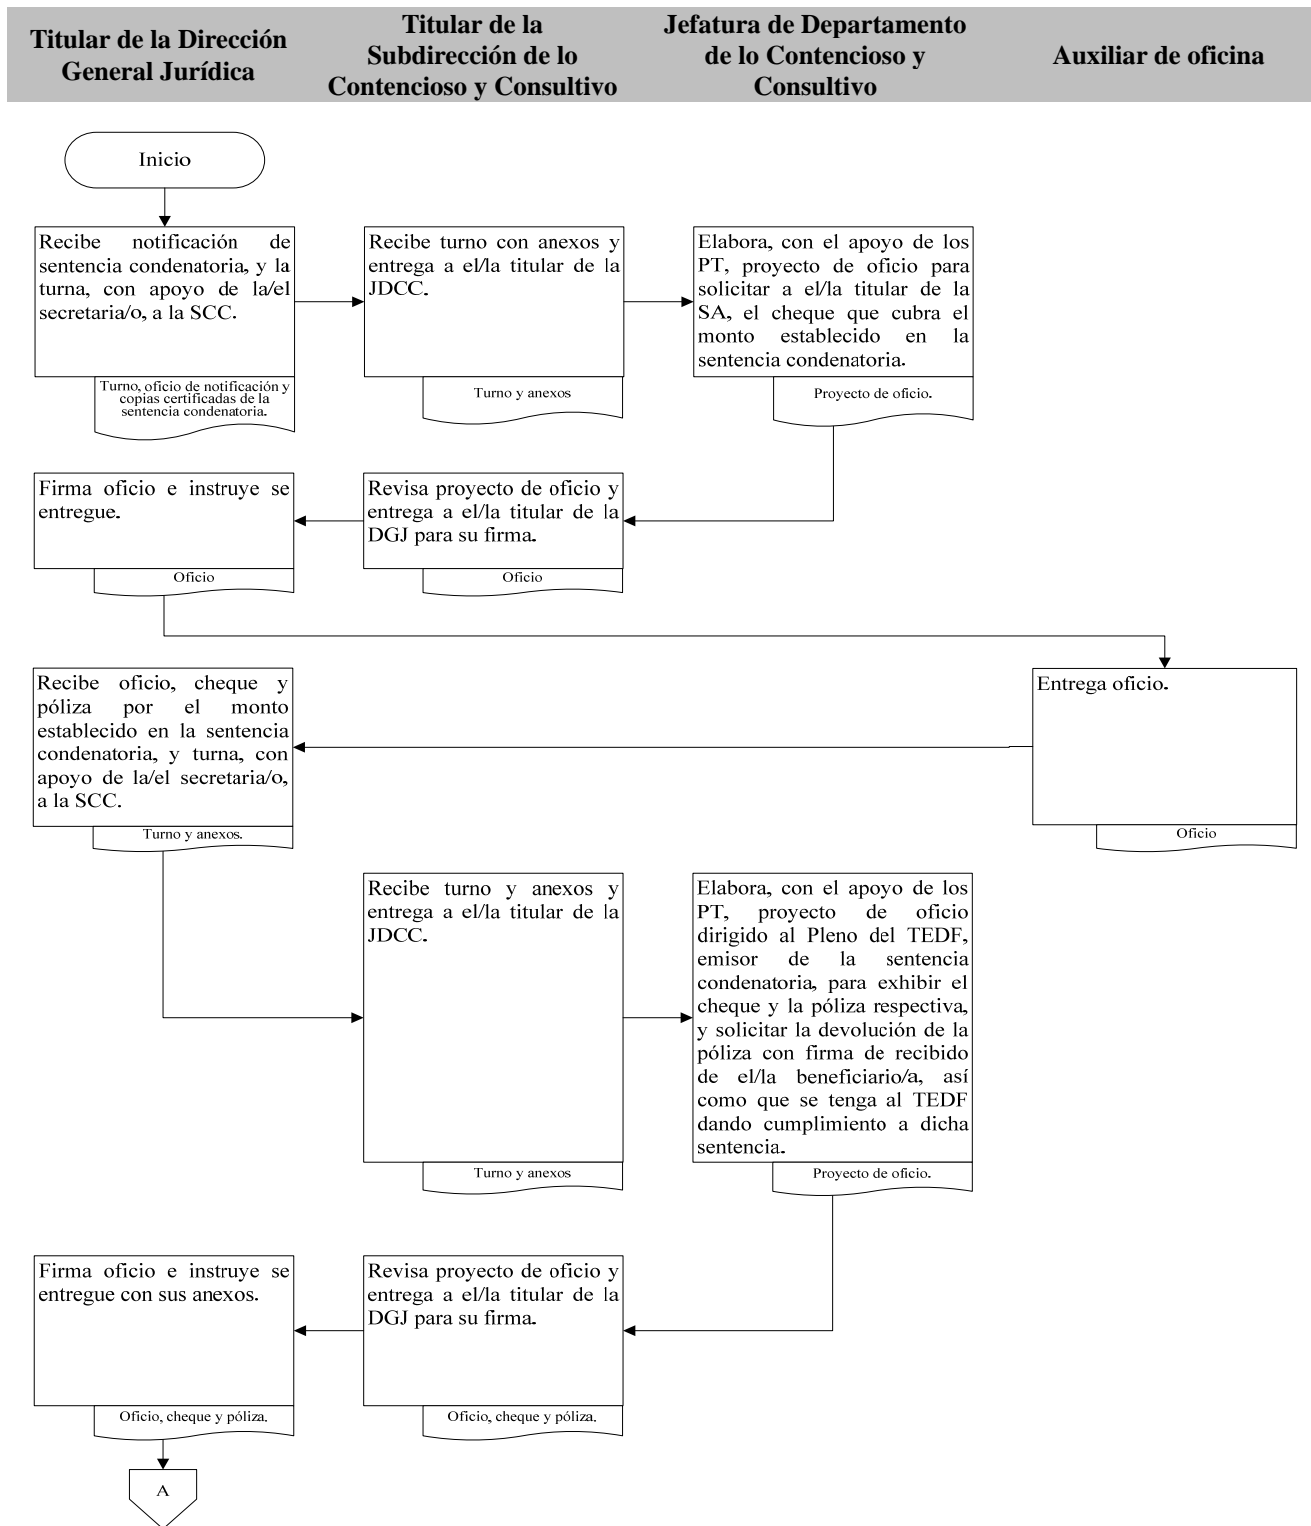 Titular de la Dirección
General Jurídica
Titular de la
Subdirección de lo
Contencioso y Consultivo
Jefatura de Departamento
de lo Contencioso y
Consultivo
Auxiliar de oficina
Inicio
Recibe notificación de
sentencia condenatoria, y la
turna, con apoyo de la/el
secretaria/o, a la SCC.
Turno, oficio de notificación y
copias certificadas de la
sentencia condenatoria.
Recibe turno con anexos y
entrega a el/la titular de la
JDCC.
Turno y anexos
Elabora, con el apoyo de los
PT, proyecto de oficio para
solicitar a el/la titular de la
SA, el cheque que cubra el
monto establecido en la
sentencia condenatoria.
Proyecto de oficio.
Firma oficio e instruye se
entregue.
Oficio
Revisa proyecto de oficio y
entrega a el/la titular de la
DGJ para su firma.
Oficio
Recibe oficio, cheque y
póliza por el monto
establecido en la sentencia
condenatoria, y turna, con
apoyo de la/el secretaria/o,
a la SCC.
Turno y anexos.
Entrega oficio.
Oficio
Recibe turno y anexos y
entrega a el/la titular de la
JDCC.
Turno y anexos
Elabora, con el apoyo de los
PT, proyecto de oficio
dirigido al Pleno del TEDF,
emisor de la sentencia
condenatoria, para exhibir el
cheque y la póliza respectiva,
y solicitar la devolución de la
póliza con firma de recibido
de el/la beneficiario/a, así
como que se tenga al TEDF
dando cumplimiento a dicha
sentencia.
Proyecto de oficio.
Firma oficio e instruye se
entregue con sus anexos.
Oficio, cheque y póliza.
Revisa proyecto de oficio y
entrega a el/la titular de la
DGJ para su firma.
Oficio, cheque y póliza.
A